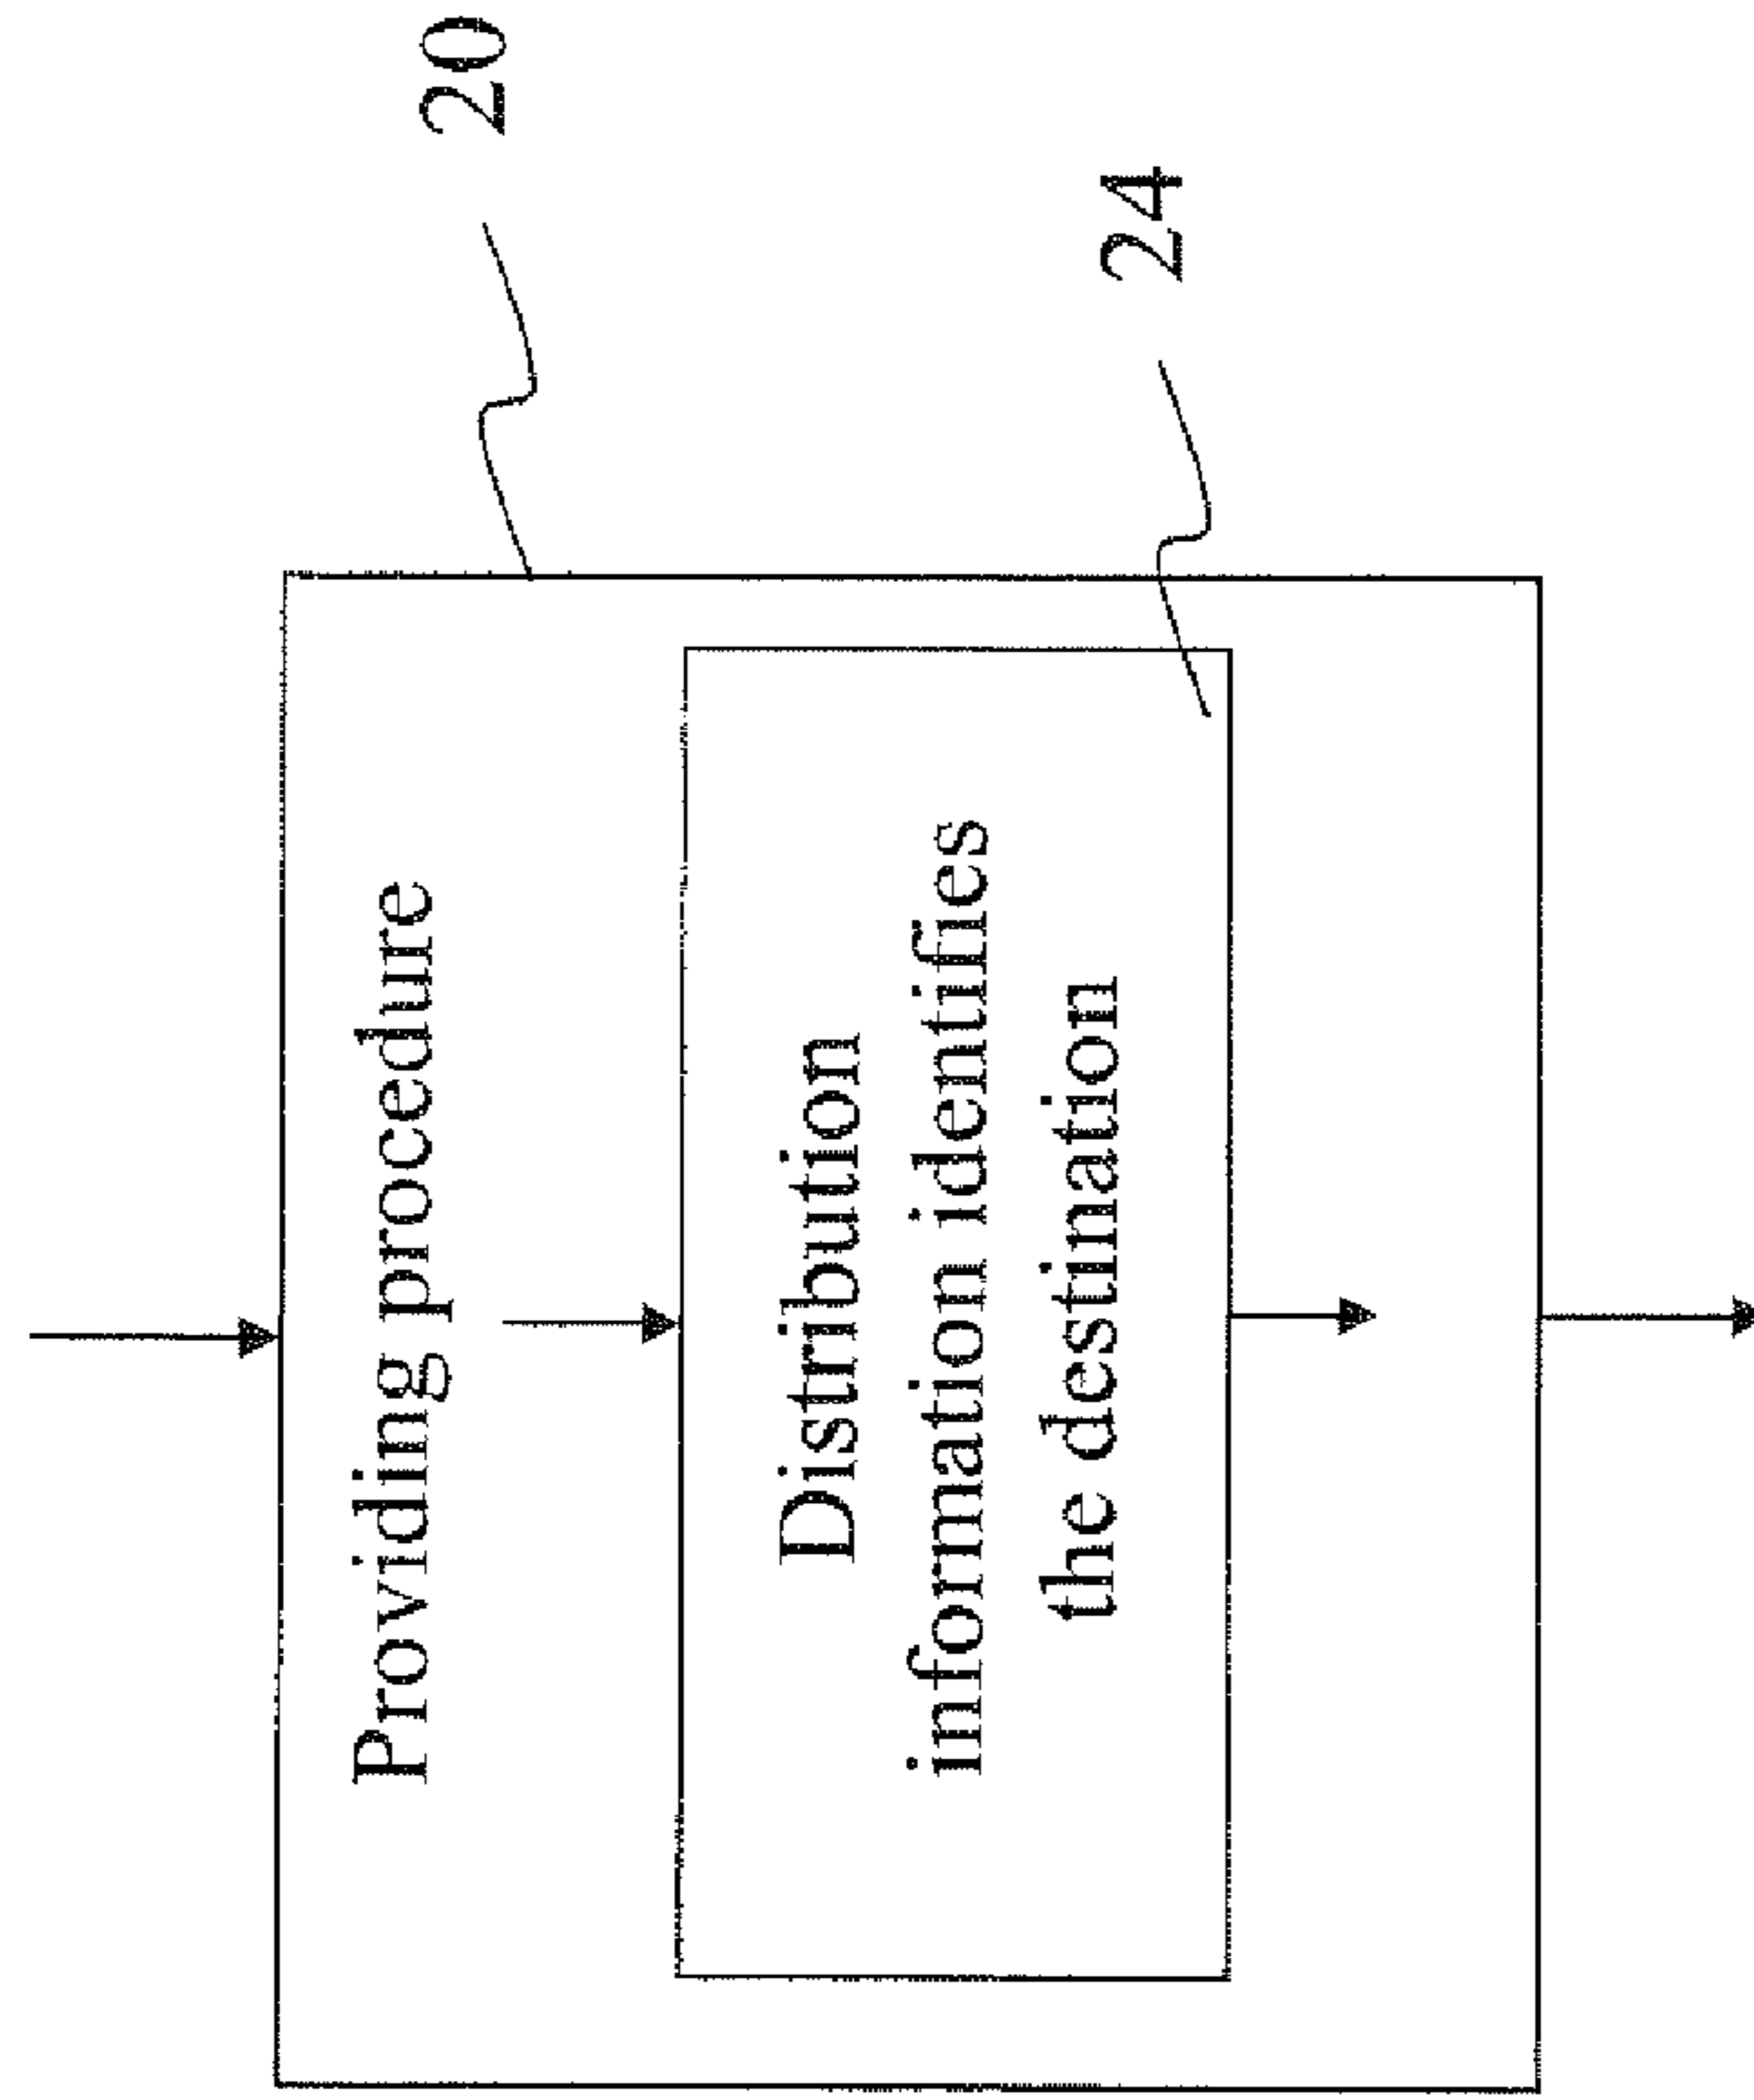 Providing procedure
20
Distribution
information identifies
the destination
24